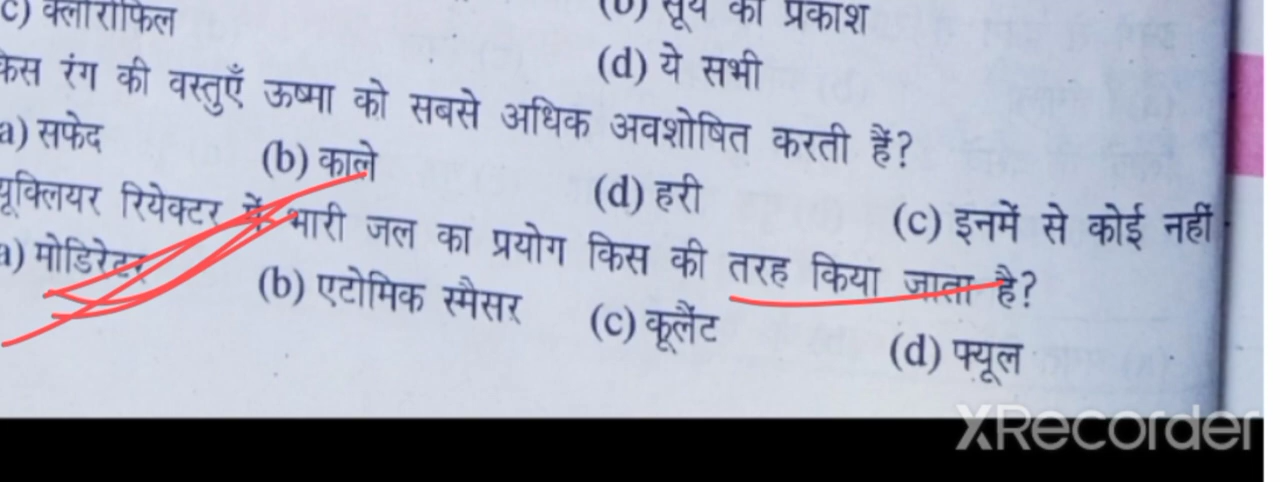 c) क्लोरोफिल (b) सूर्य का प्रकाश
(d) ये सभी
रंग की वस्तुएँ ऊष्मा को सबसे अधिक अवशोषित करती हैं?
a) सफेद (b) काले (d) हरी (c) इनमें से कोई नहीं
यूक्लियर रियेक्टर में भारी जल का प्रयोग किस की तरह किया जाता है?
a) मोडिरेटर (b) एटोमिक स्मैसर (c) कूलैंट (d) फ्यूल
XRecorder